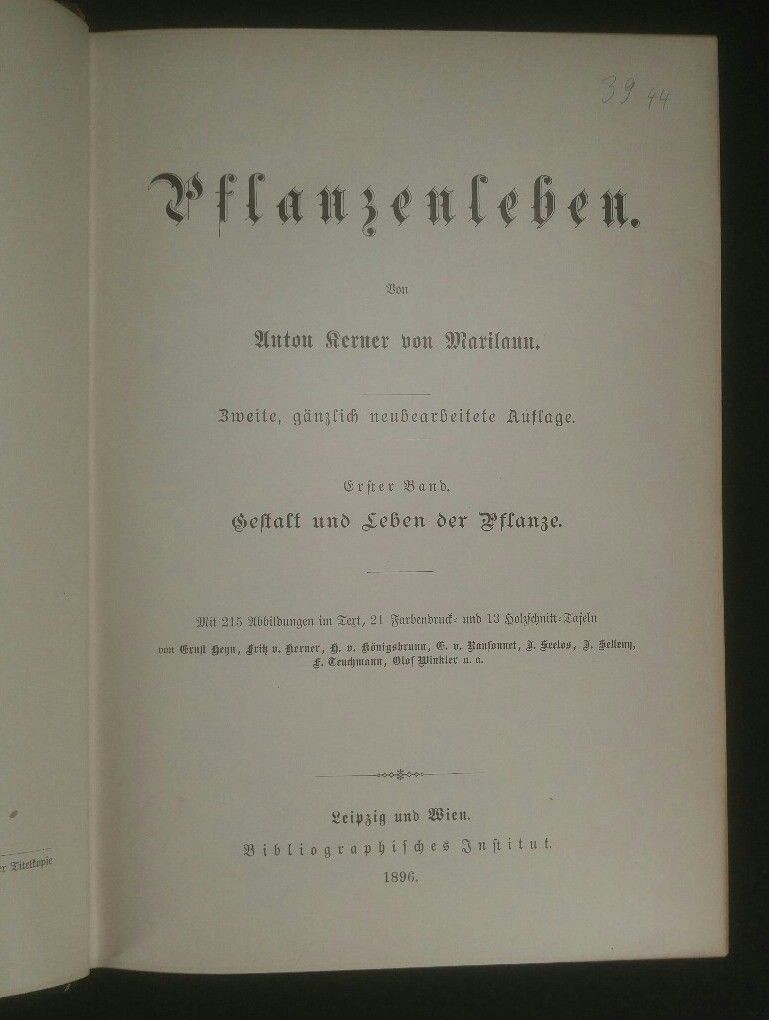 39 44
Pflanzenleben.
Von
Anton Kerner von Marilaun.
Zweite, gänzlich neubearbeitete Auflage.
Erster Band.
Gestalt und Leben der Pflanze.
Mit 215 Abbildungen im Text, 21 Farbendruck- und 13 Holzschnitt-Tafeln
von Ernst Heyn, Fritz v. Kerner, H. v. Königsbrunn, E. v. Ransonnet, J. Seelos, J. Selleny,
F. Teuchmann, Olof Winkler u. a.
Leipzig und Wien.
Bibliographisches Institut.
1896.
er Titelkopie